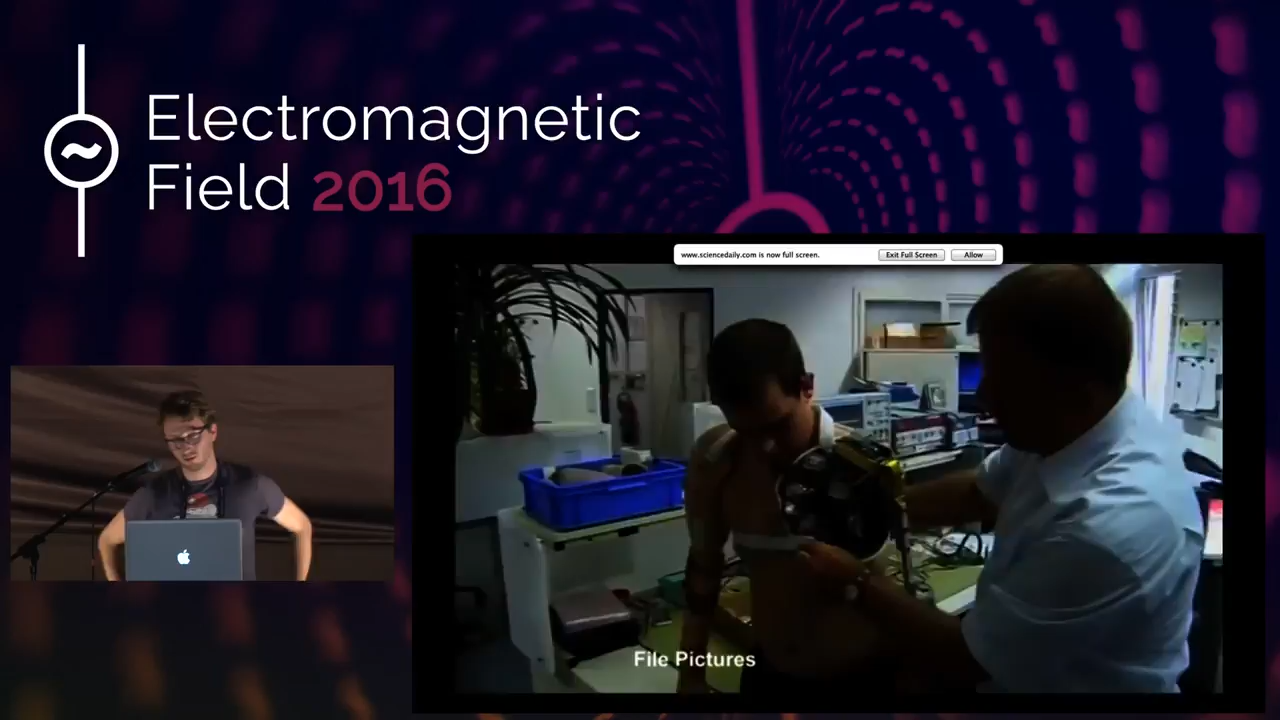 Electromagnetic
Field 2016
www.sciencedaily.com is now full screen.
Exit Full Screen
Allow
File Pictures